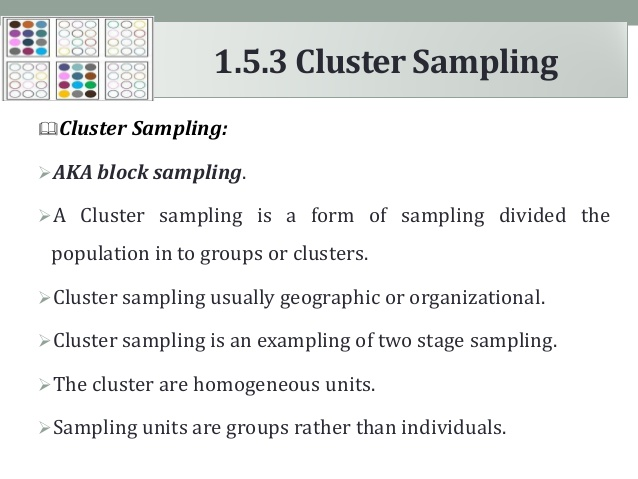 1.5.3 Cluster Sampling
Cluster Sampling:
AKA block sampling.
A Cluster sampling is a form of sampling divided the
population in to groups or clusters.
Cluster sampling usually geographic or organizational.
Cluster sampling is an exampling of two stage sampling.
The cluster are homogeneous units.
Sampling units are groups rather than individuals.